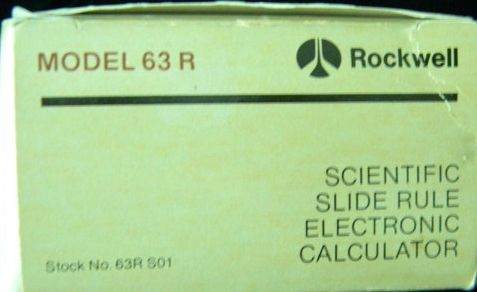 MODEL 63 R
Rockwell
SCIENTIFIC
SLIDE RULE
ELECTRONIC
CALCULATOR
Stock No. 63R S01